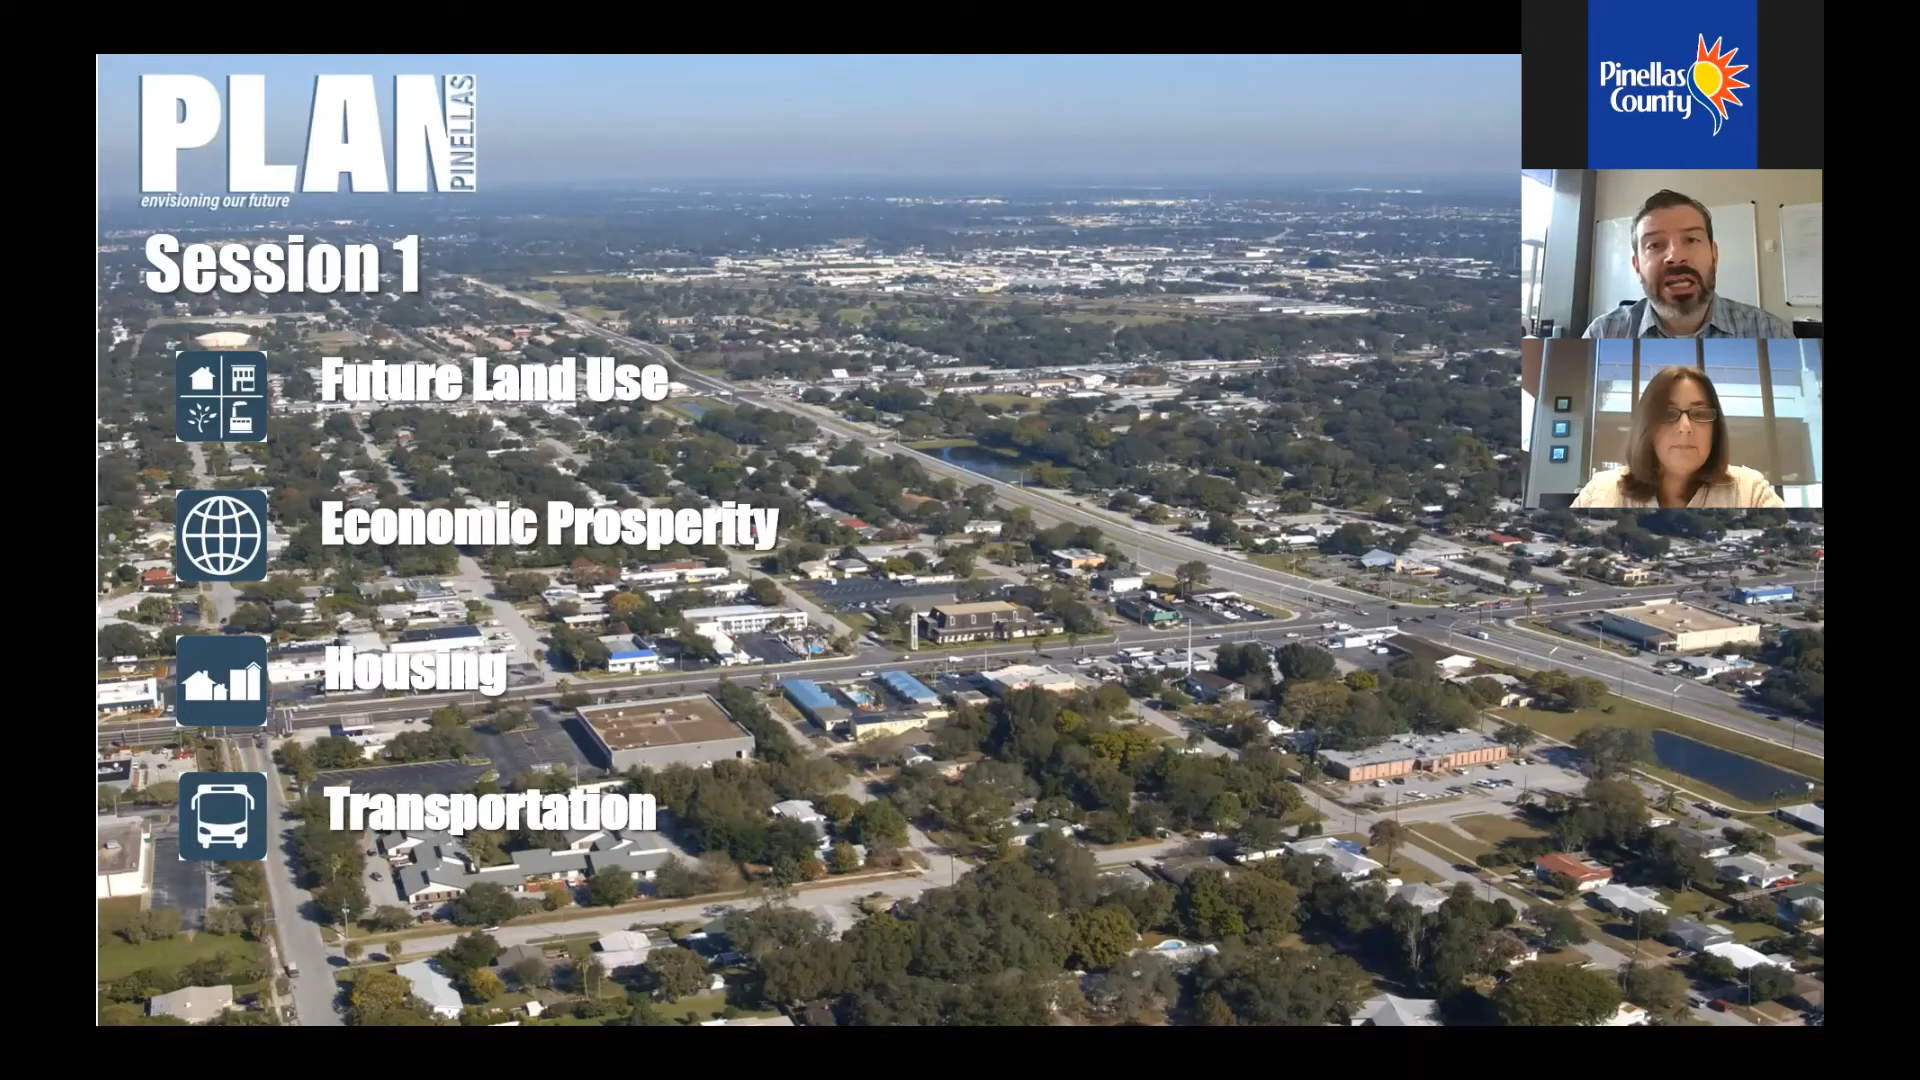 PLAN
PINELLAS
envisioning our future
Session 1
Future Land Use
Economic Prosperity
Housing
Transportation
Pinellas
County